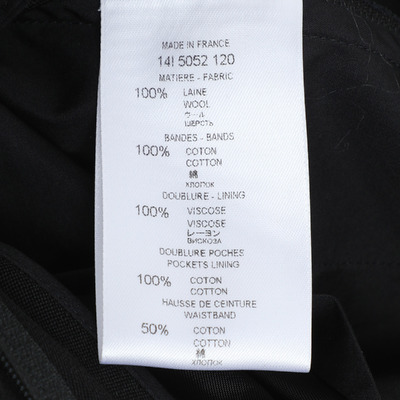 MADE IN FRANCE
14I 5052 120
MATIERE - FABRIC
100% LAINE
WOOL
ウール
ШЕРСТЬ
BANDES - BANDS
100% COTON
COTTON
綿
ХЛОПОК
DOUBLURE - LINING
100% VISCOSE
VISCOSE
レーヨン
ВИСКОЗА
DOUBLURE POCHES
POCKETS LINING
100% COTON
COTTON
HAUSSE DE CEINTURE
WAISTBAND
50% COTON
COTTON
綿
ХЛОПОК